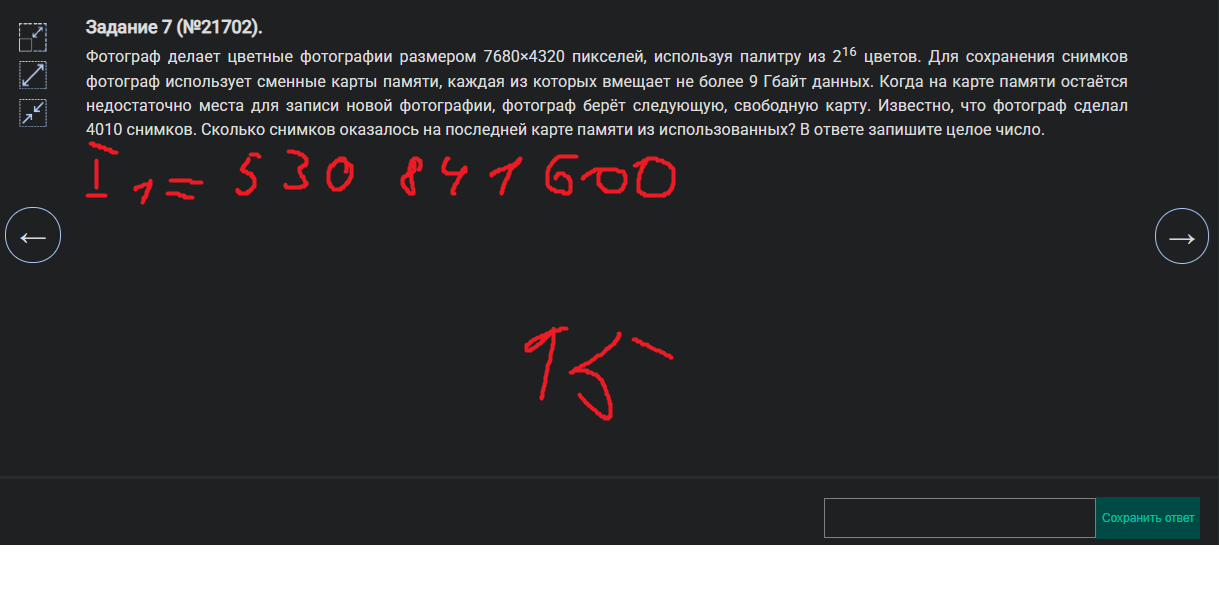 Задание 7 (№21702).
Фотограф делает цветные фотографии размером 7680×4320 пикселей, используя палитру из 2¹⁶ цветов. Для сохранения снимков
фотограф использует сменные карты памяти, каждая из которых вмещает не более 9 Гбайт данных. Когда на карте памяти остаётся
недостаточно места для записи новой фотографии, фотограф берёт следующую, свободную карту. Известно, что фотограф сделал
4010 снимков. Сколько снимков оказалось на последней карте памяти из использованных? В ответе запишите целое число.
I₁ = 530 841 600
← →
15
Сохранить ответ